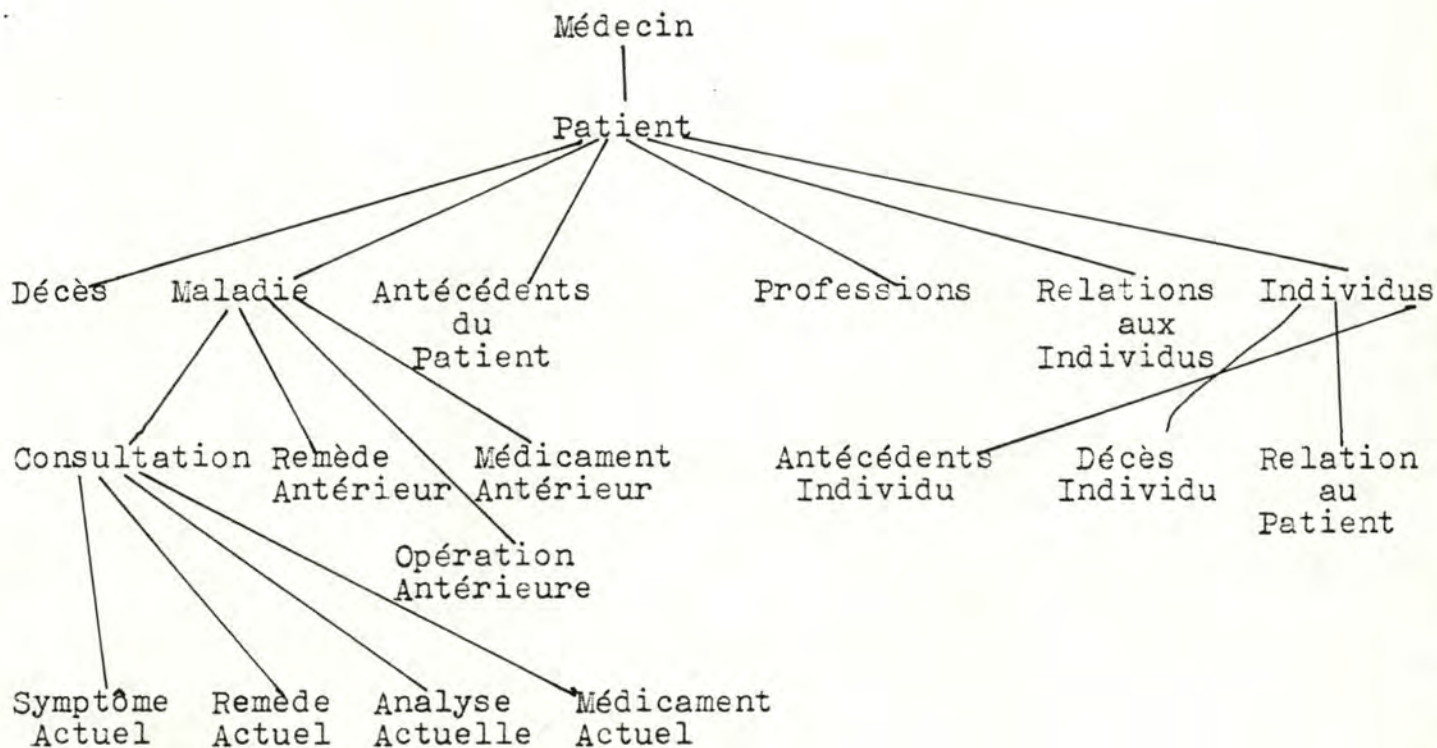 Médecin
Patient
Décès Maladie Antécédents Professions Relations Individus
du aux
Patient Individus
Consultation Remède Médicament Antécédents Décès Relation
Antérieur Antérieur Individu Individu au
Patient
Opération
Antérieure
Symptôme Remède Analyse Médicament
Actuel Actuel Actuelle Actuel